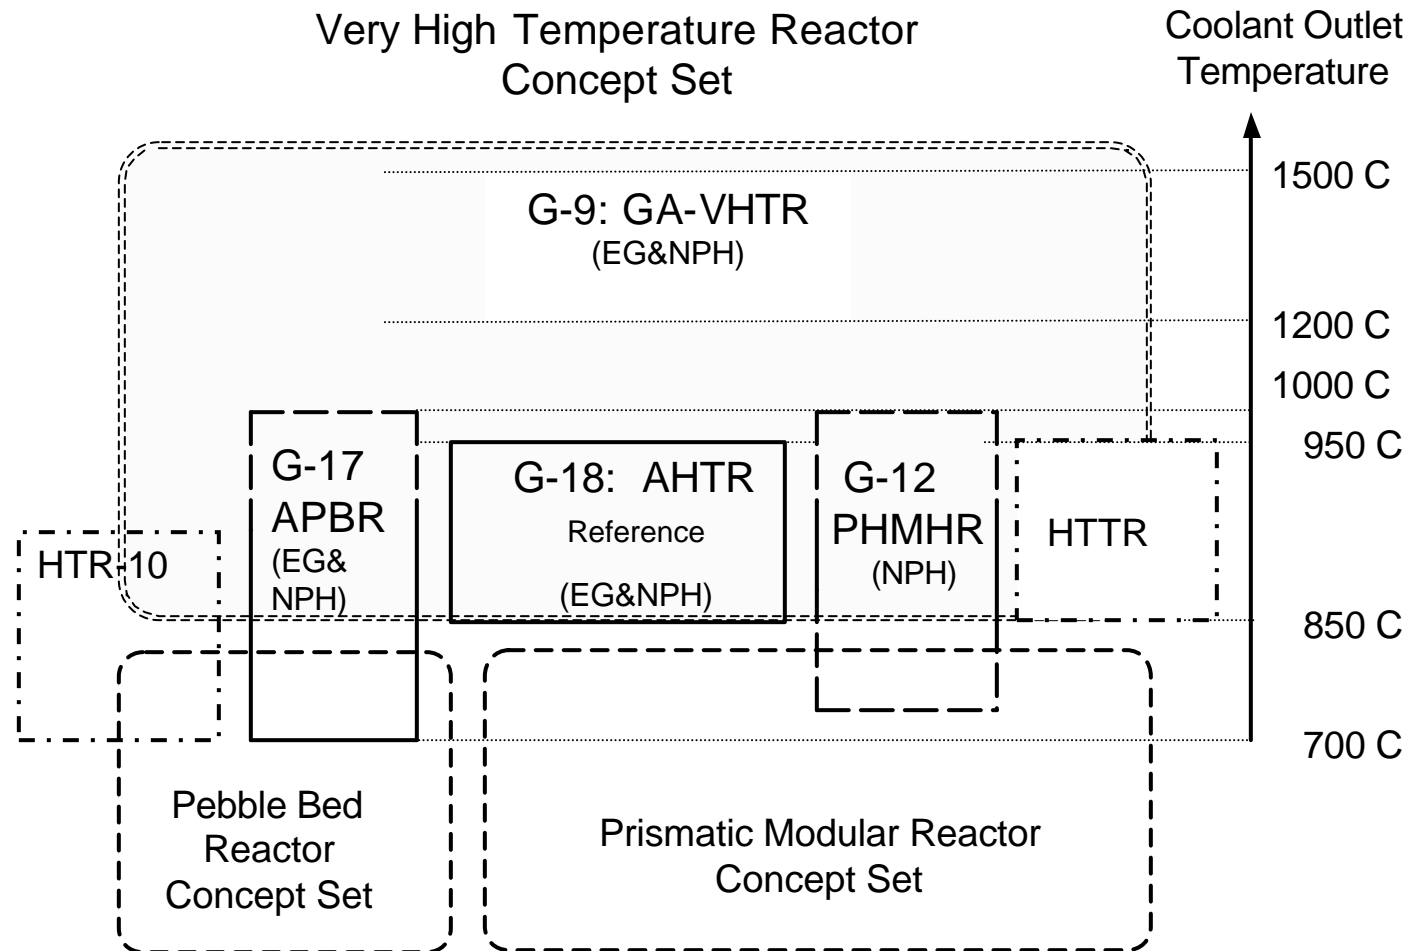 Very High Temperature Reactor
Concept Set
Coolant Outlet
Temperature
1500 C
G-9: GA-VHTR
(EG&NPH)
1200 C
1000 C
950 C
G-17
APBR
(EG&
NPH)
G-18: AHTR
Reference
(EG&NPH)
G-12
PHMHR
(NPH)
HTTR
HTR-10
850 C
700 C
Pebble Bed
Reactor
Concept Set
Prismatic Modular Reactor
Concept Set